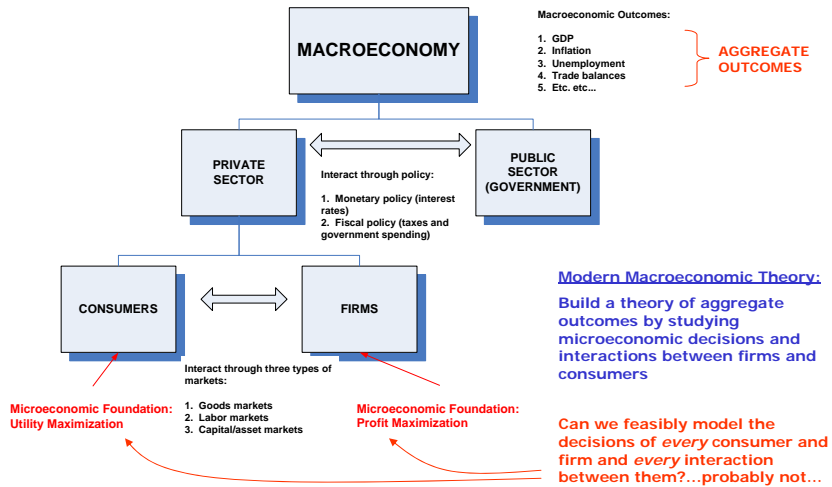 MACROECONOMY
Macroeconomic Outcomes:
1. GDP
2. Inflation
3. Unemployment
4. Trade balances
5. Etc. etc...
AGGREGATE
OUTCOMES
PRIVATE
SECTOR
PUBLIC
SECTOR
(GOVERNMENT)
Interact through policy:
1. Monetary policy (interest
rates)
2. Fiscal policy (taxes and
government spending)
CONSUMERS
FIRMS
Interact through three types of
markets:
1. Goods markets
2. Labor markets
3. Capital/asset markets
Microeconomic Foundation:
Utility Maximization
Microeconomic Foundation:
Profit Maximization
Modern Macroeconomic Theory:
Build a theory of aggregate
outcomes by studying
microeconomic decisions and
interactions between firms and
consumers
Can we feasibly model the
decisions of every consumer and
firm and every interaction
between them?...probably not...